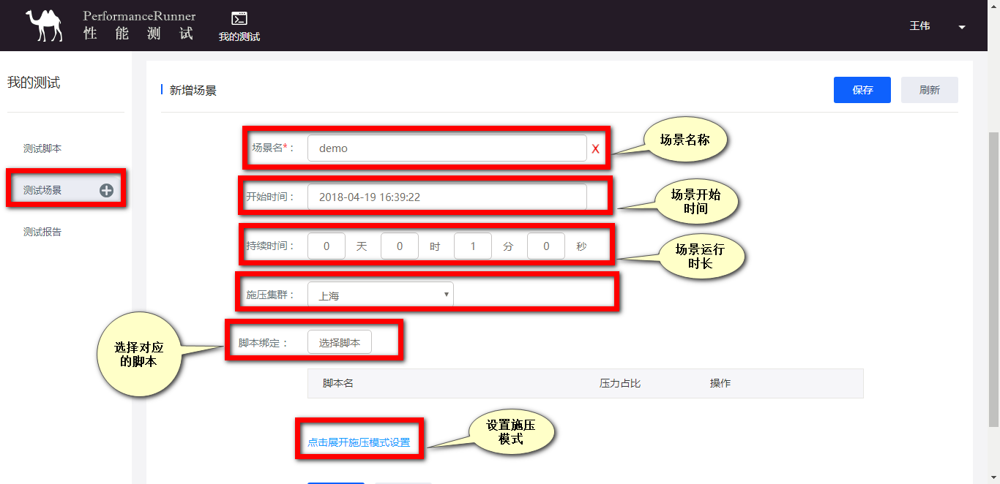 PerformanceRunner
性能测试
我的测试
王伟
我的测试
新增场景
保存
刷新
测试脚本
测试场景
测试报告
场景名*：
demo
X
场景名称
开始时间：
2018-04-19 16:39:22
场景开始
时间
持续时间：
0 天 0 时 1 分 0 秒
场景运行
时长
施压集群：
上海
选择对应
的脚本
脚本绑定：
选择脚本
脚本名
压力占比
操作
点击展开施压模式设置
设置施压
模式